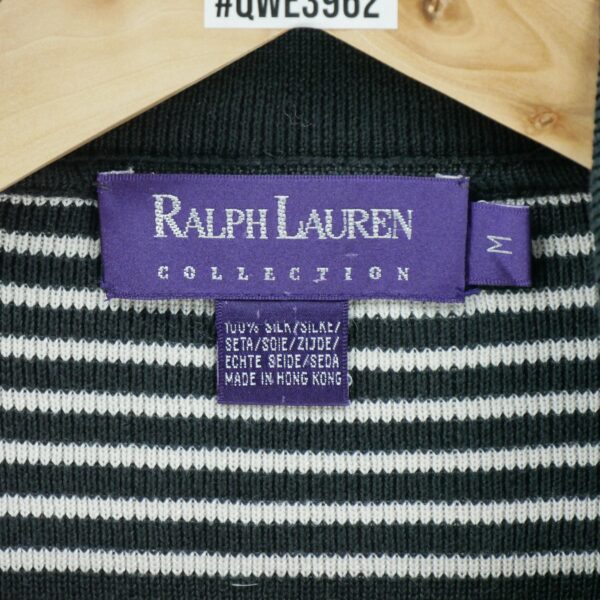 #QWE3962
RALPH LAUREN
COLLECTION
M
100% SILK/SILKE/
SETA/SOIE/ZIJDE/
ECHTE SEIDE/SEDA
MADE IN HONG KONG